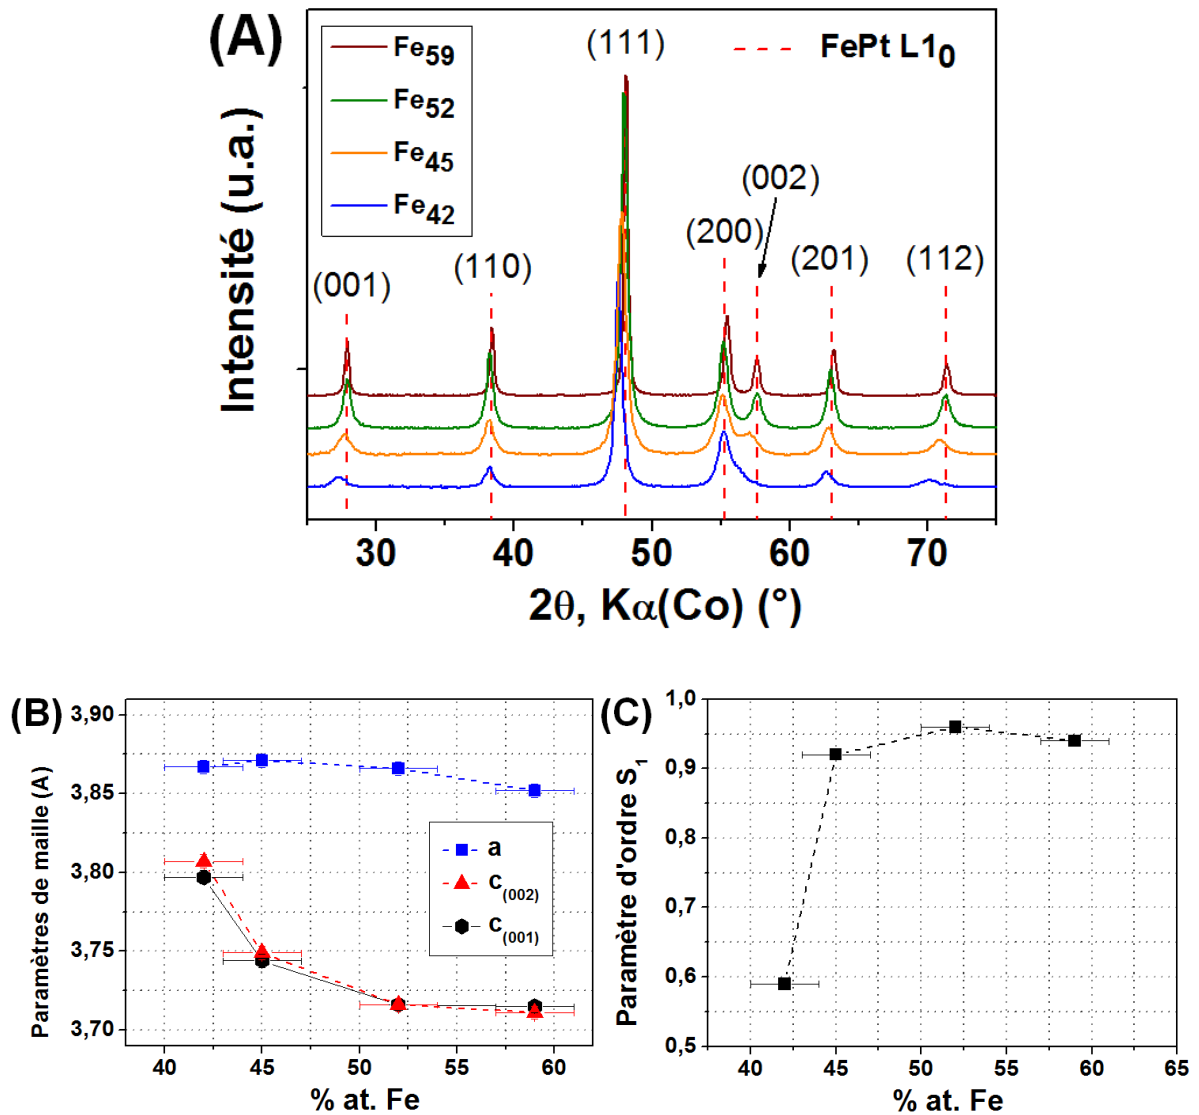 (A)
Fe59
Fe52
Fe45
Fe42
(111)
FePt L10
(002)
(200)
(201)
(112)
(110)
(001)
Intensité (u.a.)
30 40 50 60 70
2θ, Kα(Co) (°)
(B)
3,90
3,85
3,80
3,75
3,70
Paramètres de maille (A)
a
c(002)
c(001)
40 45 50 55 60
% at. Fe
(C)
1,0
0,9
0,8
0,7
0,6
0,5
Paramètre d'ordre S1
40 45 50 55 60 65
% at. Fe